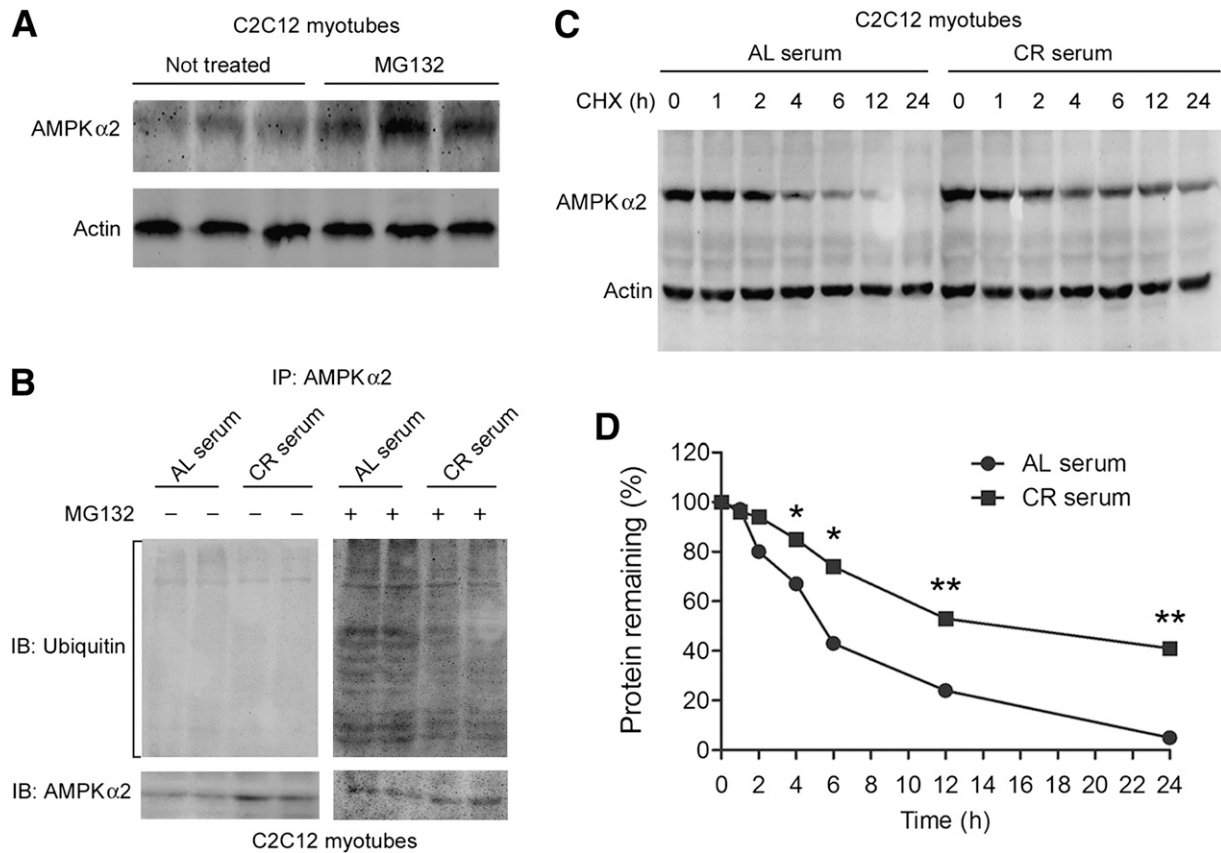 A
C2C12 myotubes
Not treated MG132
AMPKα2
Actin
B
IP: AMPKα2
AL serum CR serum AL serum CR serum
MG132 – – – – + + + +
IB: Ubiquitin
IB: AMPKα2
C2C12 myotubes
C
C2C12 myotubes
AL serum CR serum
CHX (h) 0 1 2 4 6 12 24 0 1 2 4 6 12 24
AMPKα2
Actin
D
Protein remaining (%)
120
100
80
60
40
20
0
AL serum
CR serum
* * ** **
0 2 4 6 8 10 12 14 16 18 20 22 24
Time (h)